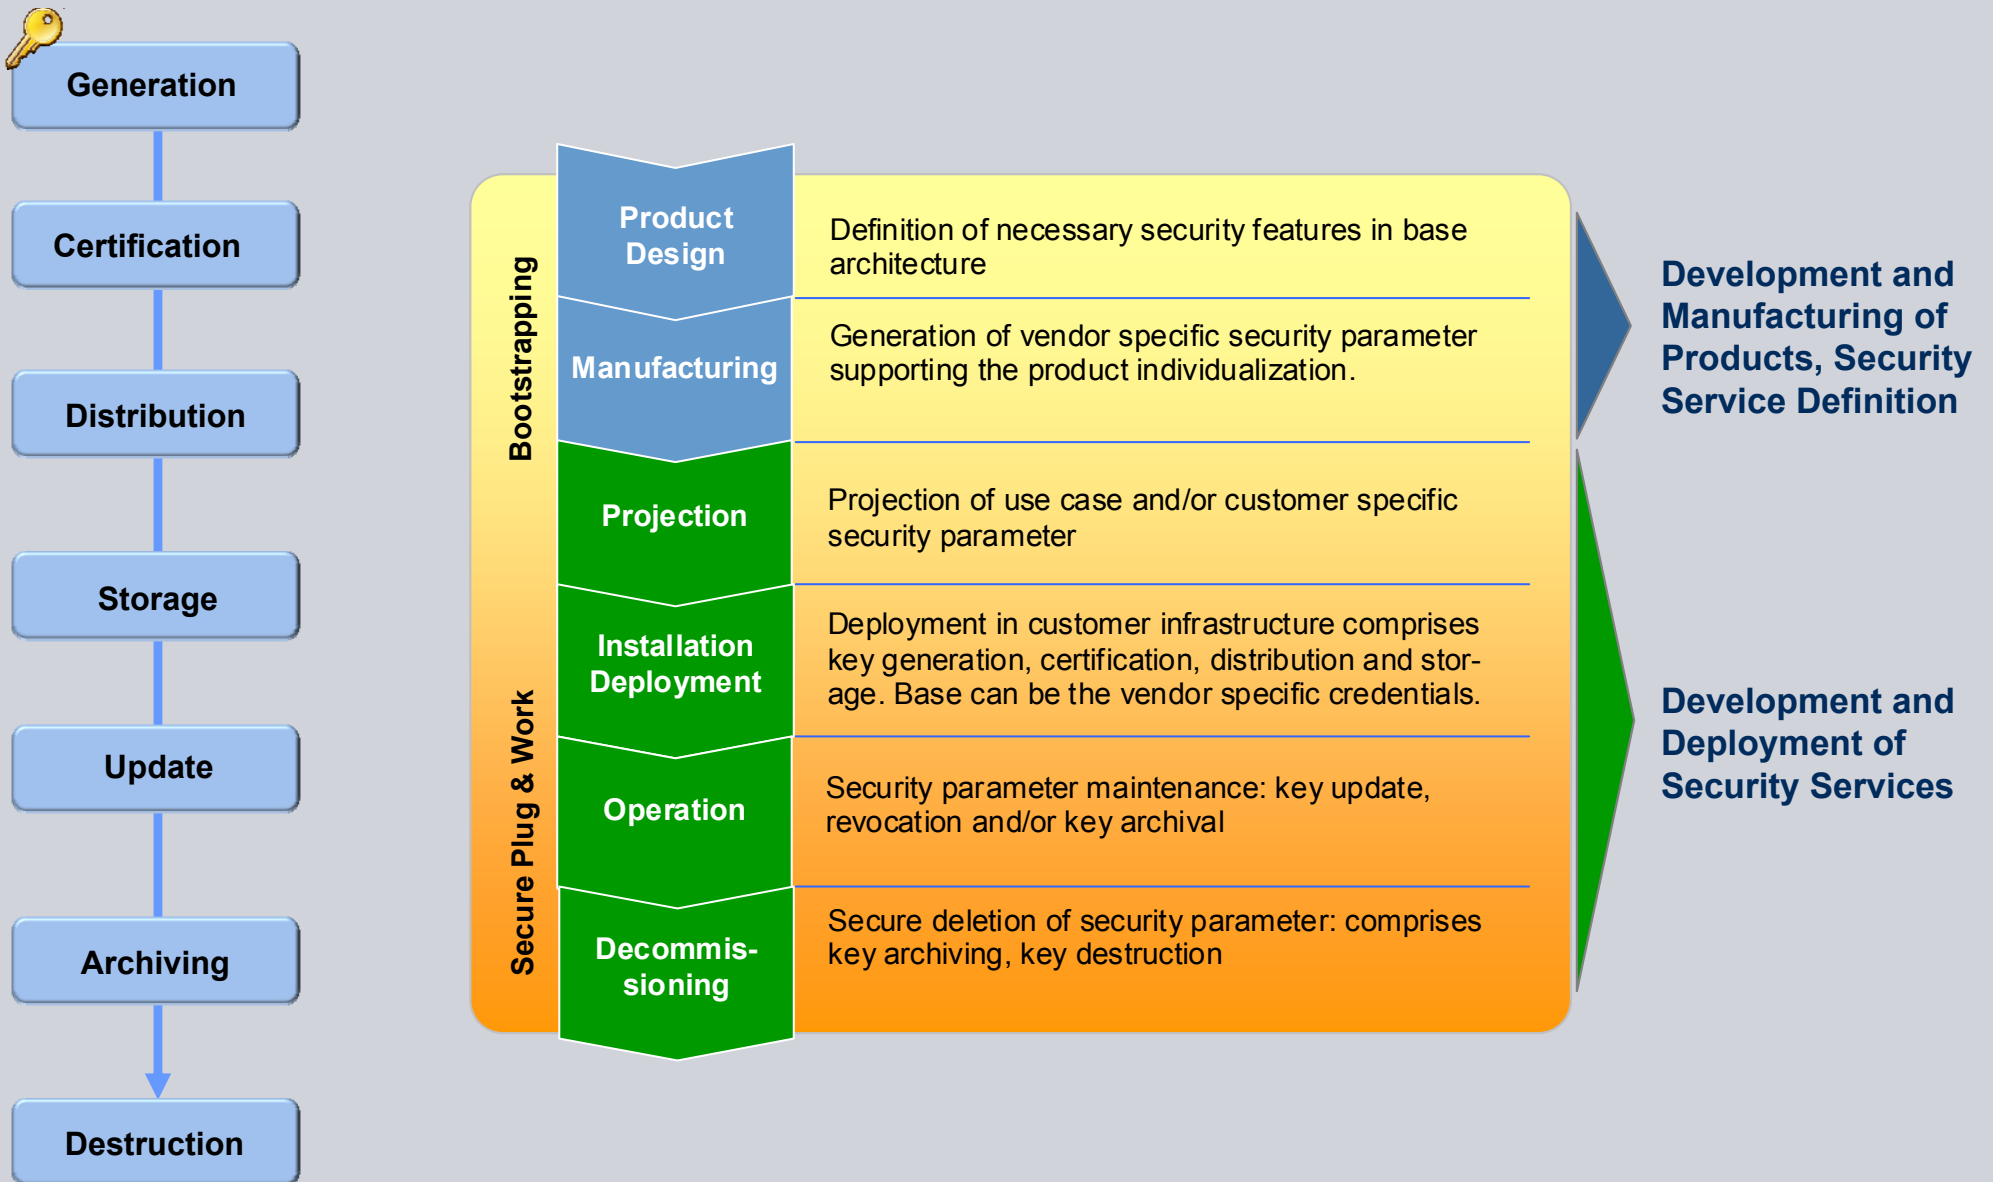 Generation
Certification
Distribution
Storage
Update
Archiving
Destruction
Bootstrapping
Secure Plug & Work
Product
Design
Definition of necessary security features in base
architecture
Manufacturing
Generation of vendor specific security parameter
supporting the product individualization.
Projection
Projection of use case and/or customer specific
security parameter
Installation
Deployment
Deployment in customer infrastructure comprises
key generation, certification, distribution and stor-
age. Base can be the vendor specific credentials.
Operation
Security parameter maintenance: key update,
revocation and/or key archival
Decommis-
sioning
Secure deletion of security parameter: comprises
key archiving, key destruction
Development and
Manufacturing of
Products, Security
Service Definition
Development and
Deployment of
Security Services